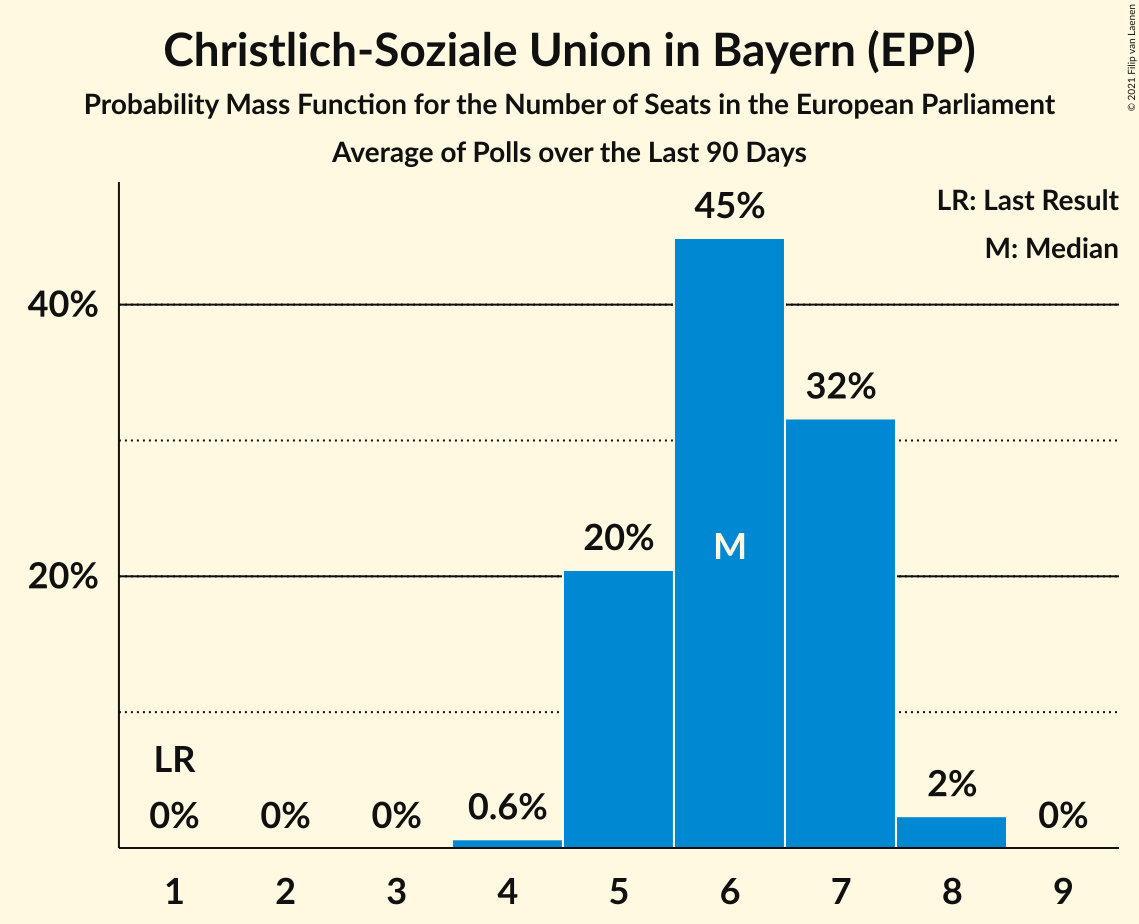 Christlich-Soziale Union in Bayern (EPP)
Probability Mass Function for the Number of Seats in the European Parliament
Average of Polls over the Last 90 Days
© 2021 Filip van Laenen
LR: Last Result
M: Median
45%
40%
32%
20%
M
20%
LR
0%
0%
0%
0.6%
2%
0%
1
2
3
4
5
6
7
8
9